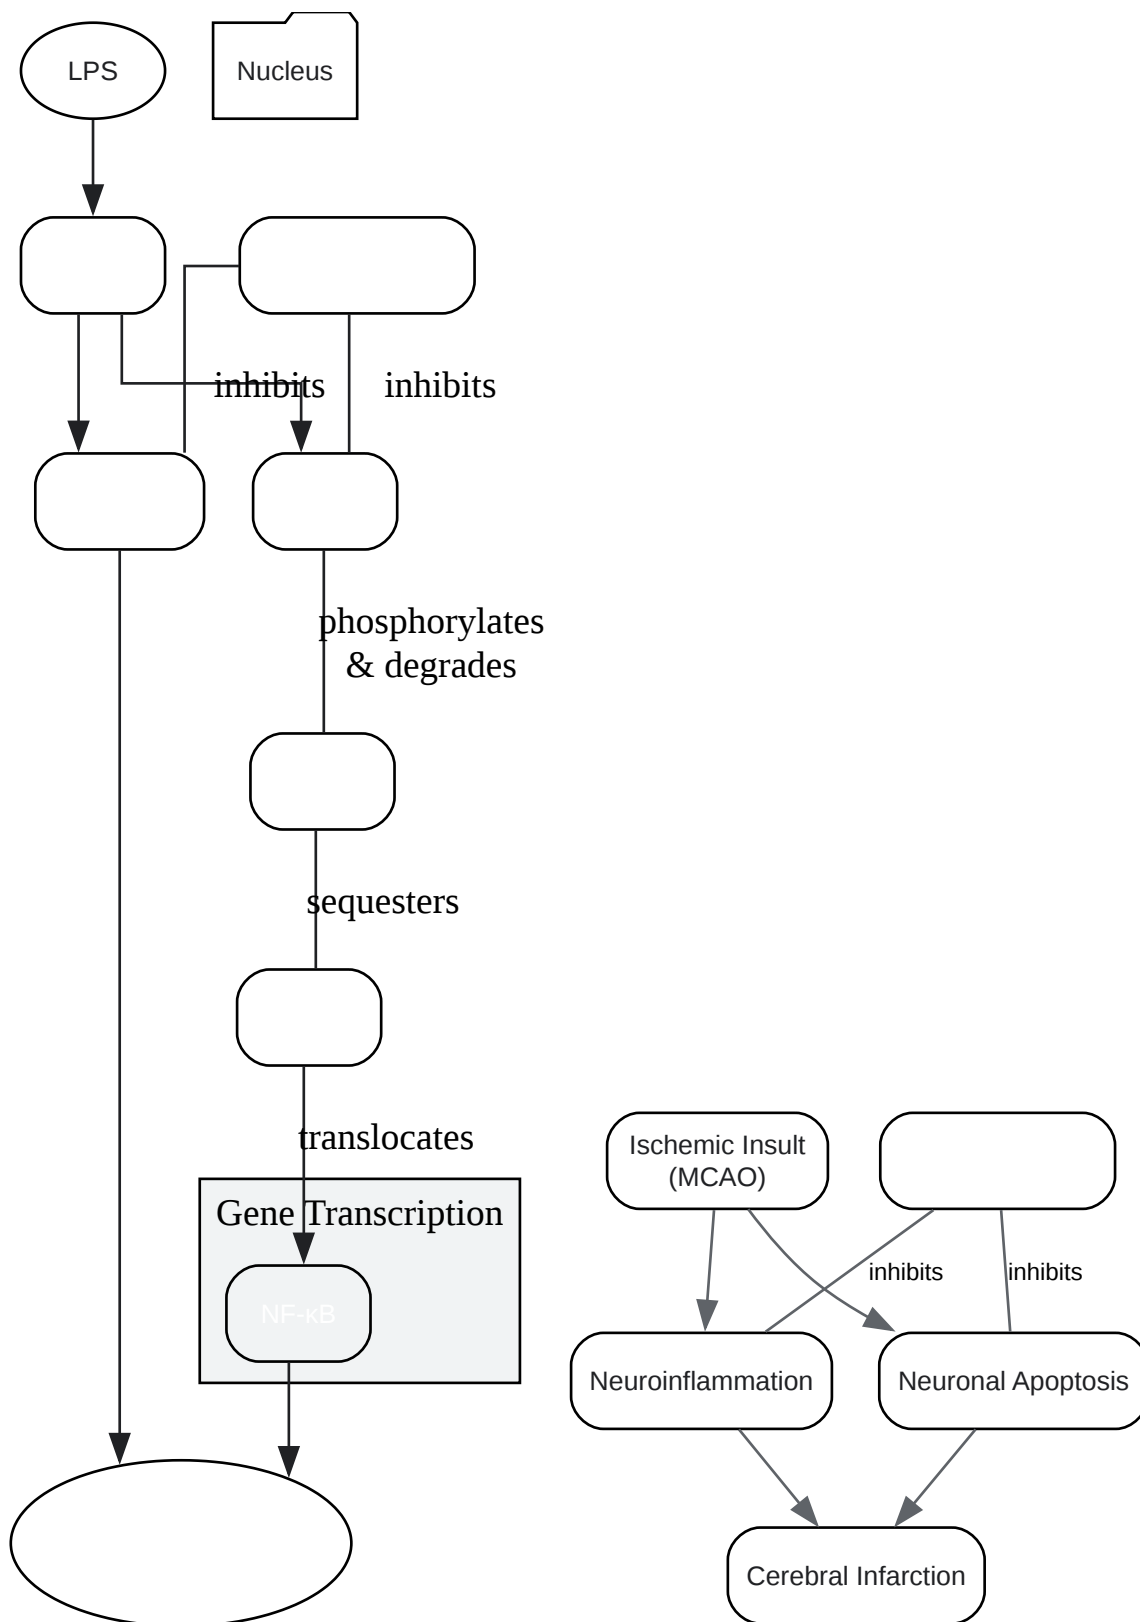 LPS
Nucleus
inhibits
inhibits
phosphorylates
& degrades
sequesters
translocates
Gene Transcription
NF-κB
Ischemic Insult
(MCAO)
inhibits
inhibits
Neuroinflammation
Neuronal Apoptosis
Cerebral Infarction